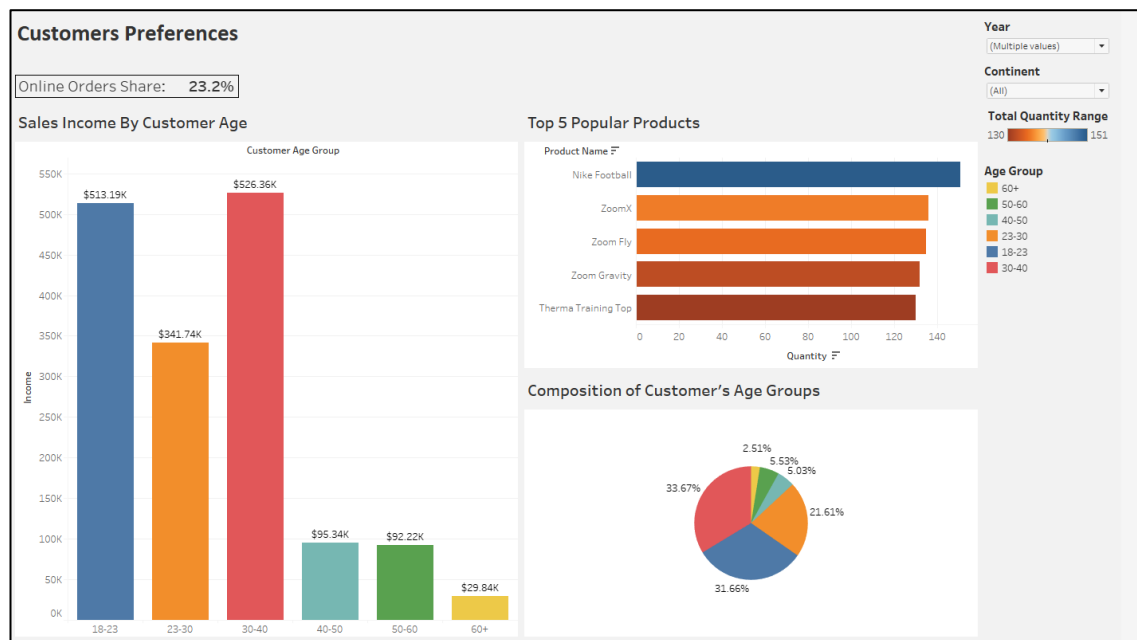 Customers Preferences
Online Orders Share: 23.2%
Sales Income By Customer Age
Customer Age Group
Income
550K
500K
450K
400K
350K
300K
250K
200K
150K
100K
50K
0K
$513.19K
$341.74K
$526.36K
$95.34K
$92.22K
$29.84K
18-23 23-30 30-40 40-50 50-60 60+
Top 5 Popular Products
Product Name
Nike Football
ZoomX
Zoom Fly
Zoom Gravity
Therma Training Top
0 20 40 60 80 100 120 140
Quantity
Composition of Customer's Age Groups
2.51%
5.53%
5.03%
21.61%
31.66%
33.67%
Year
(Multiple values)
Continent
(All)
Total Quantity Range
130 151
Age Group
60+
50-60
40-50
23-30
18-23
30-40